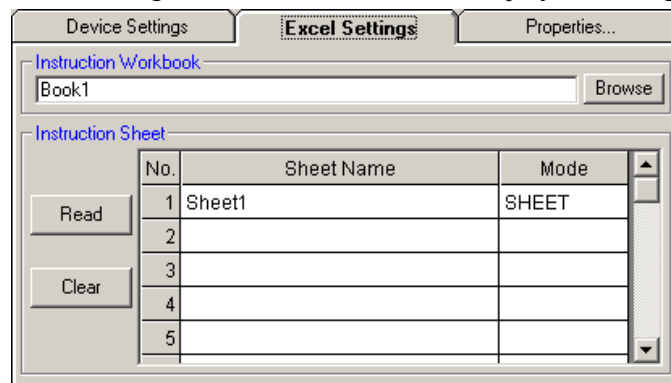 Device Settings Excel Settings Properties...
Instruction Workbook
Book1 Browse
Instruction Sheet
No. Sheet Name Mode
Read
1 Sheet1 SHEET
2
3
Clear
4
5